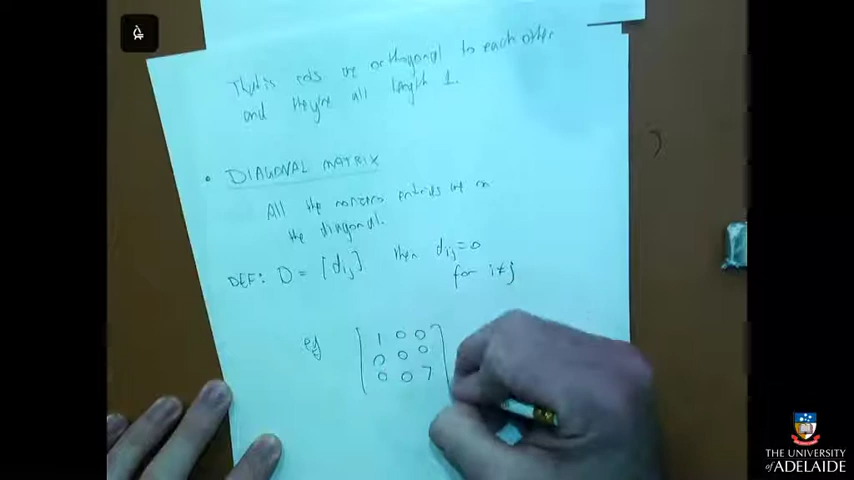 That is cols are orthogonal to each other
and they're all length 1.
• DIAGONAL MATRIX
All the nonzero entries are on
the diagonal.
DEF: D = [dij] then dij = 0
for i≠j
eg [ 1 0 0
0 0 0
0 0 7 ]
THE UNIVERSITY
of ADELAIDE